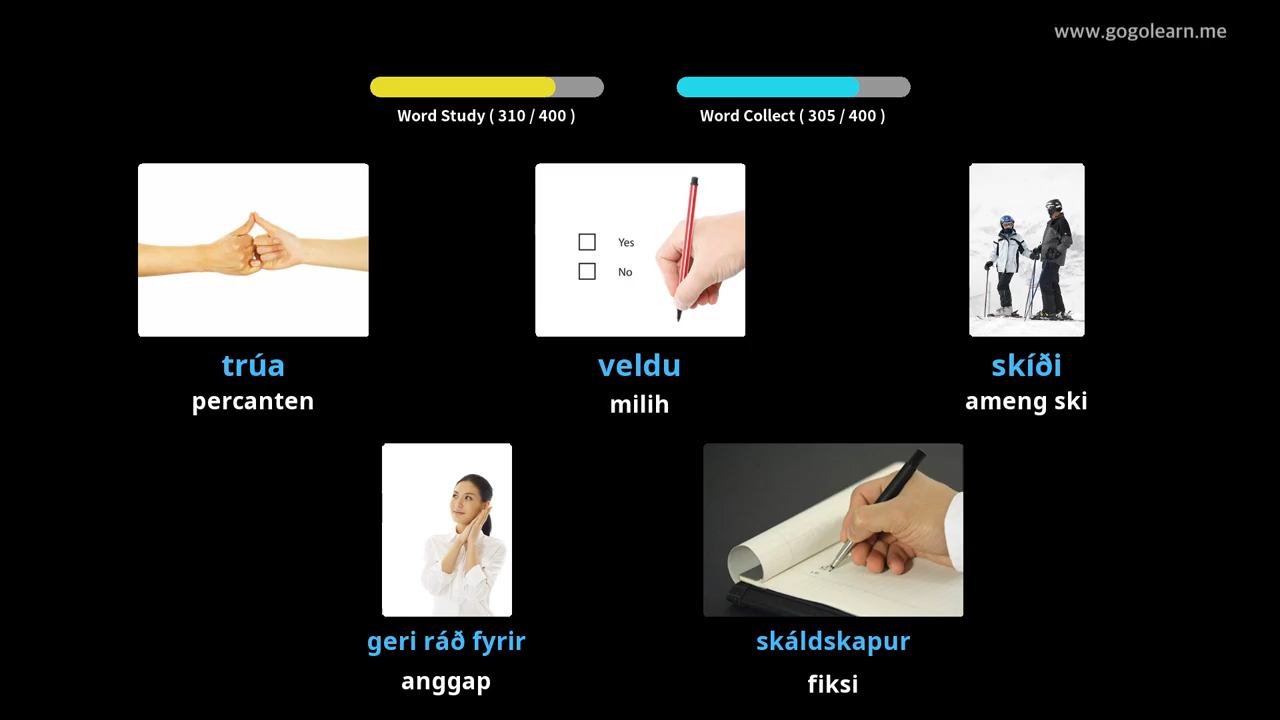 www.gogolearn.me
Word Study ( 310 / 400 )
Word Collect ( 305 / 400 )
Yes
No
trúa
percanten
veldu
milih
skíði
ameng ski
geri ráð fyrir
anggap
skáldskapur
fiksi